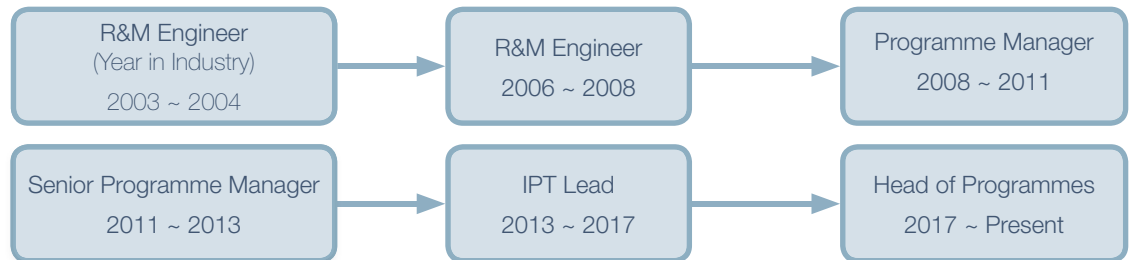 R&M Engineer
(Year in Industry)
2003 ~ 2004
R&M Engineer
2006 ~ 2008
Programme Manager
2008 ~ 2011
Senior Programme Manager
2011 ~ 2013
IPT Lead
2013 ~ 2017
Head of Programmes
2017 ~ Present